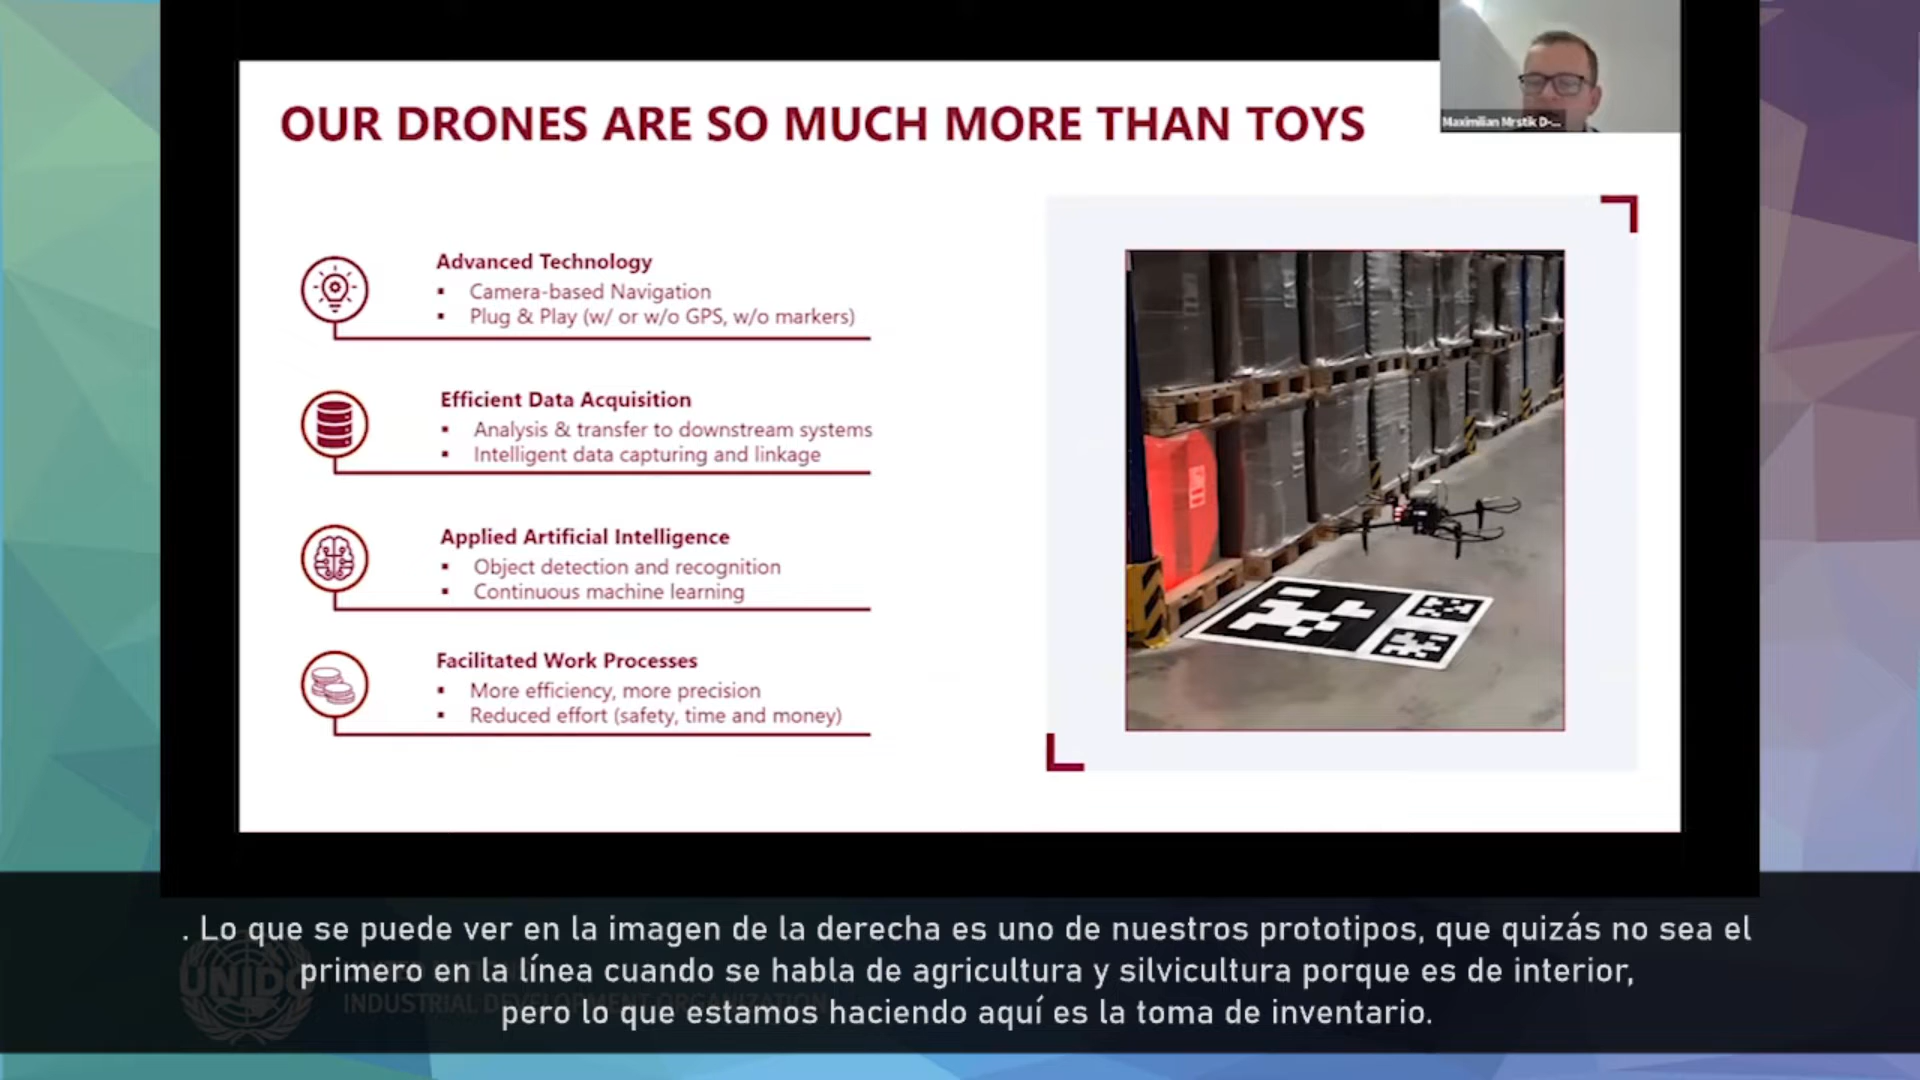 OUR DRONES ARE SO MUCH MORE THAN TOYS
Maximilian Mrstik D-...
Advanced Technology
▪ Camera-based Navigation
▪ Plug & Play (w/ or w/o GPS, w/o markers)
Efficient Data Acquisition
▪ Analysis & transfer to downstream systems
▪ Intelligent data capturing and linkage
Applied Artificial Intelligence
▪ Object detection and recognition
▪ Continuous machine learning
Facilitated Work Processes
▪ More efficiency, more precision
▪ Reduced effort (safety, time and money)
. Lo que se puede ver en la imagen de la derecha es uno de nuestros prototipos, que quizás no sea el
primero en la línea cuando se habla de agricultura y silvicultura porque es de interior,
pero lo que estamos haciendo aquí es la toma de inventario.
UNIDO
INDUSTRIAL DEVELOPMENT ORGANIZATION